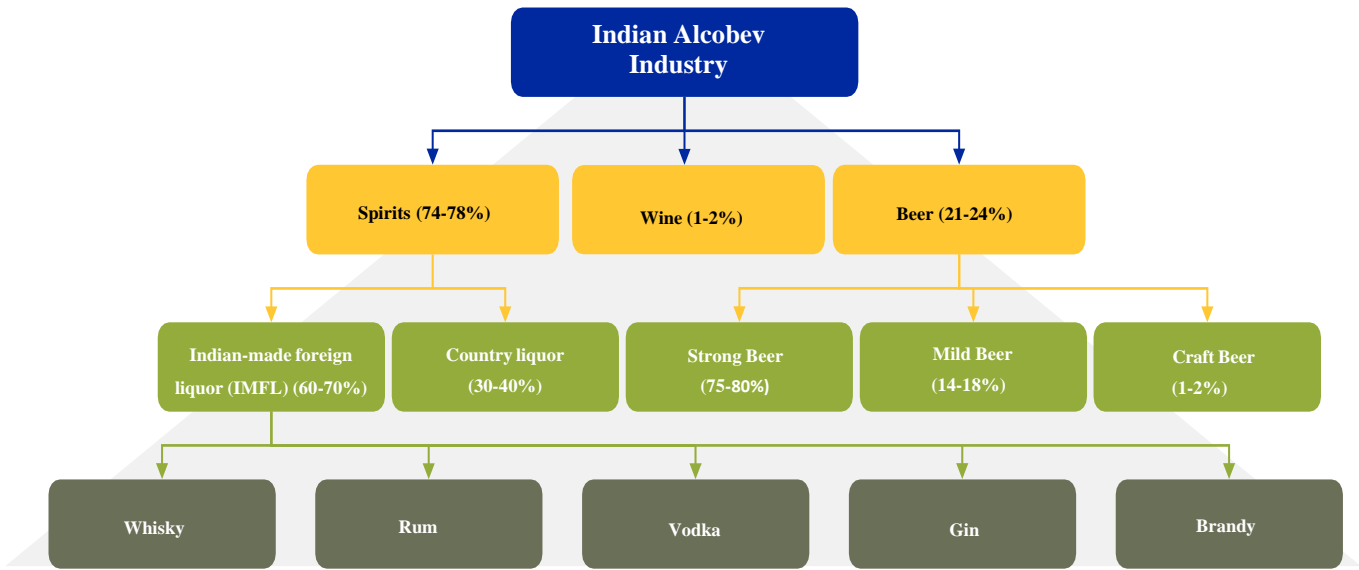 Indian Alcobev
Industry
Spirits (74-78%)
Wine (1-2%)
Beer (21-24%)
Indian-made foreign
liquor (IMFL) (60-70%)
Country liquor
(30-40%)
Strong Beer
(75-80%)
Mild Beer
(14-18%)
Craft Beer
(1-2%)
Whisky
Rum
Vodka
Gin
Brandy